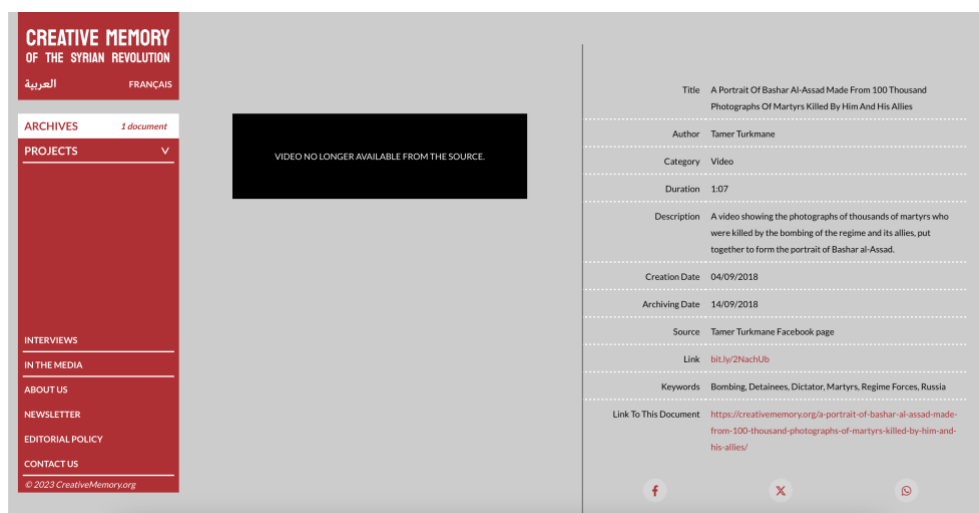 CREATIVE MEMORY
OF THE SYRIAN REVOLUTION
العربية
FRANÇAIS
ARCHIVES
1 document
PROJECTS
INTERVIEWS
IN THE MEDIA
ABOUT US
NEWSLETTER
EDITORIAL POLICY
CONTACT US
© 2023 CreativeMemory.org
VIDEO NO LONGER AVAILABLE FROM THE SOURCE.
Title A Portrait Of Bashar Al-Assad Made From 100 Thousand
Photographs Of Martyrs Killed By Him And His Allies
Author Tamer Turkmane
Category Video
Duration 1:07
Description A video showing the photographs of thousands of martyrs who
were killed by the bombing of the regime and its allies, put
together to form the portrait of Bashar al-Assad.
Creation Date 04/09/2018
Archiving Date 14/09/2018
Source Tamer Turkmane Facebook page
Link bit.ly/2NachUb
Keywords Bombing, Detainees, Dictator, Martyrs, Regime Forces, Russia
Link To This Document https://creativememory.org/a-portrait-of-bashar-al-assad-made-
from-100-thousand-photographs-of-martyrs-killed-by-him-and-
his-allies/